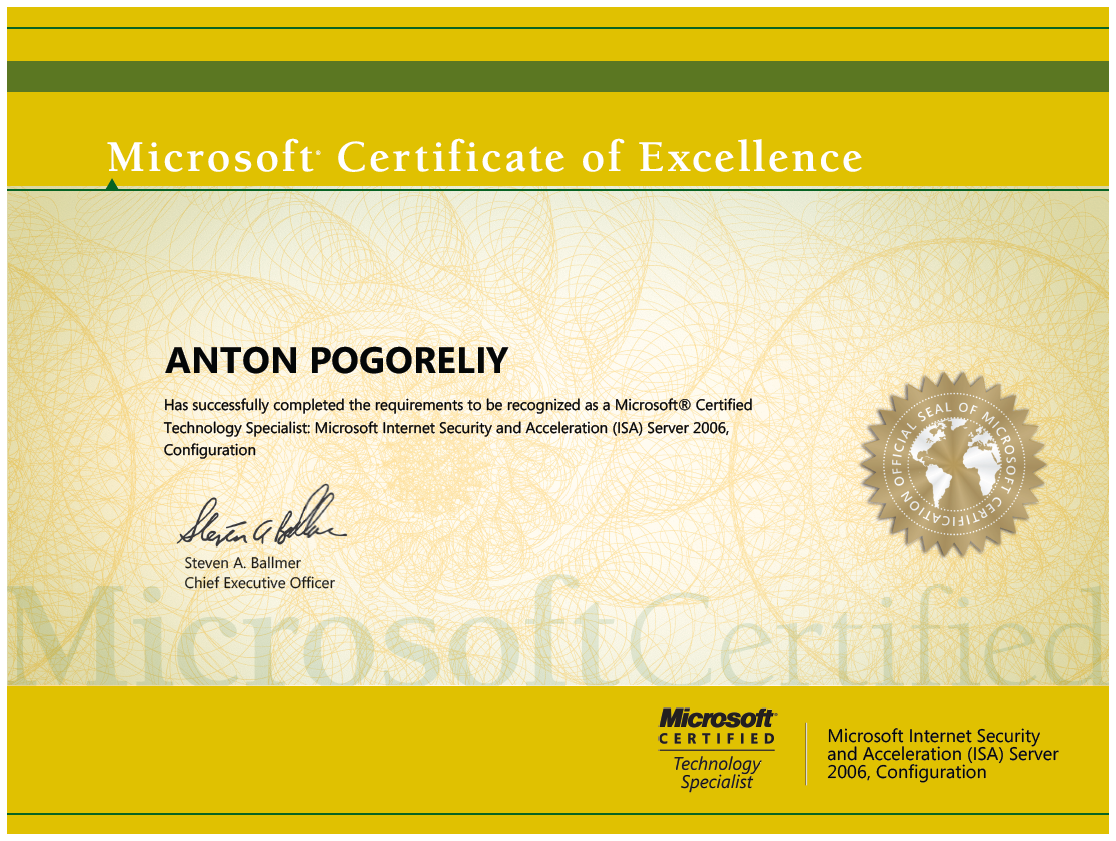 Microsoft® Certificate of Excellence
ANTON POGORELIY
Has successfully completed the requirements to be recognized as a Microsoft® Certified
Technology Specialist: Microsoft Internet Security and Acceleration (ISA) Server 2006,
Configuration
OFFICIAL SEAL OF MICROSOFT CERTIFICATION
Steven A Ballmer
Steven A. Ballmer
Chief Executive Officer
MicrosoftCertified
Microsoft®
CERTIFIED
Technology
Specialist
Microsoft Internet Security
and Acceleration (ISA) Server
2006, Configuration